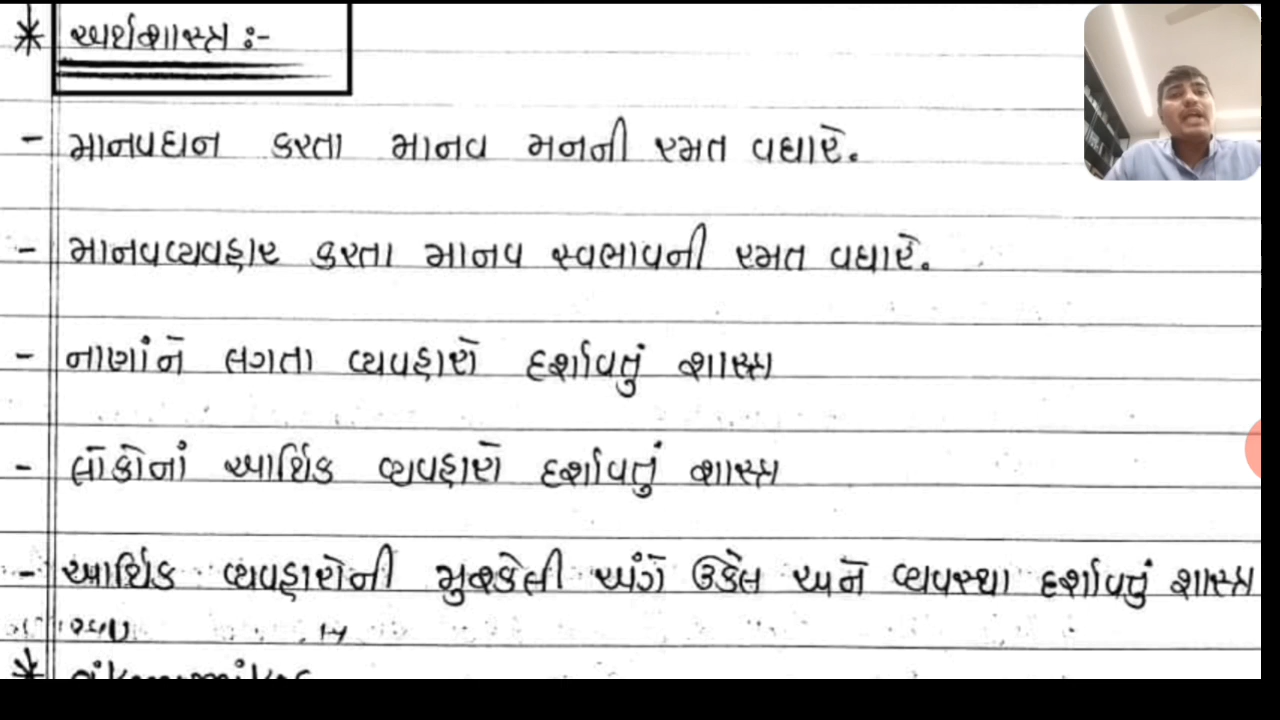 * અર્થશાસ્ત્ર :-
- માનવધન કરતા માનવ મનની રમત વધારે.
- માનવવ્યવહાર કરતા માનવ સ્વભાવની રમત વધારે.
- નાણાંને લગતા વ્યવહારો દર્શાવતું શાસ્ત્ર
- લોકોનાં આર્થિક વ્યવહારો દર્શાવતું શાસ્ત્ર
- આર્થિક વ્યવહારોની મુશ્કેલી અંગે ઉકેલ અને વ્યવસ્થા દર્શાવતું શાસ્ત્ર
*